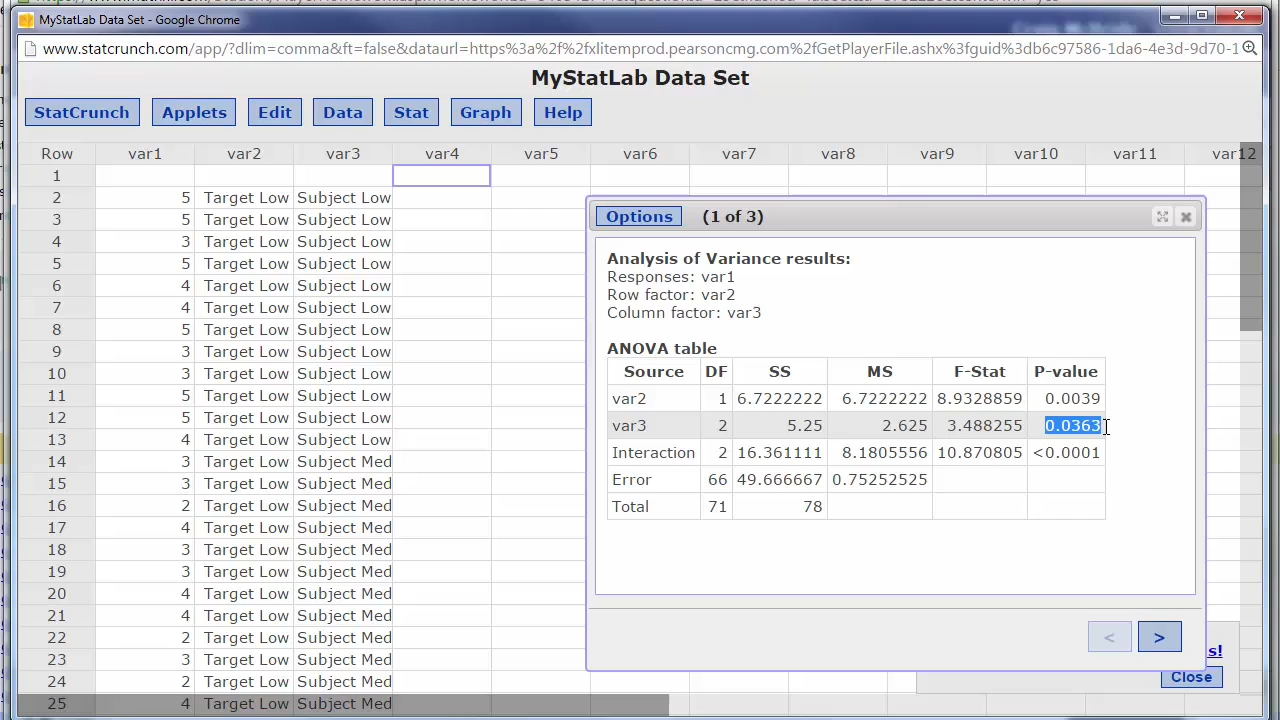 MyStatLab Data Set - Google Chrome
www.statcrunch.com/app/?dlim=comma&ft=false&dataurl=https%3a%2f%2fxlitemprod.pearsoncmg.com%2fGetPlayerFile.ashx%3fguid%3db6c97586-1da6-4e3d-9d70-1
MyStatLab Data Set
StatCrunch Applets Edit Data Stat Graph Help
Row var1 var2 var3 var4 var5 var6 var7 var8 var9 var10 var11 var12
1
2 5 Target Low Subject Low
3 5 Target Low Subject Low
4 3 Target Low Subject Low
5 5 Target Low Subject Low
6 4 Target Low Subject Low
7 4 Target Low Subject Low
8 5 Target Low Subject Low
9 3 Target Low Subject Low
10 3 Target Low Subject Low
11 5 Target Low Subject Low
12 5 Target Low Subject Low
13 4 Target Low Subject Low
14 3 Target Low Subject Med
15 3 Target Low Subject Med
16 2 Target Low Subject Med
17 4 Target Low Subject Med
18 3 Target Low Subject Med
19 3 Target Low Subject Med
20 4 Target Low Subject Med
21 4 Target Low Subject Med
22 2 Target Low Subject Med
23 3 Target Low Subject Med
24 2 Target Low Subject Med
25 4 Target Low Subject Med
Options (1 of 3)
Analysis of Variance results:
Responses: var1
Row factor: var2
Column factor: var3
ANOVA table
Source DF SS MS F-Stat P-value
var2 1 6.7222222 6.7222222 8.9328859 0.0039
var3 2 5.25 2.625 3.488255 0.0363
Interaction 2 16.361111 8.1805556 10.870805 <0.0001
Error 66 49.666667 0.75252525
Total 71 78
< >
s!
Close